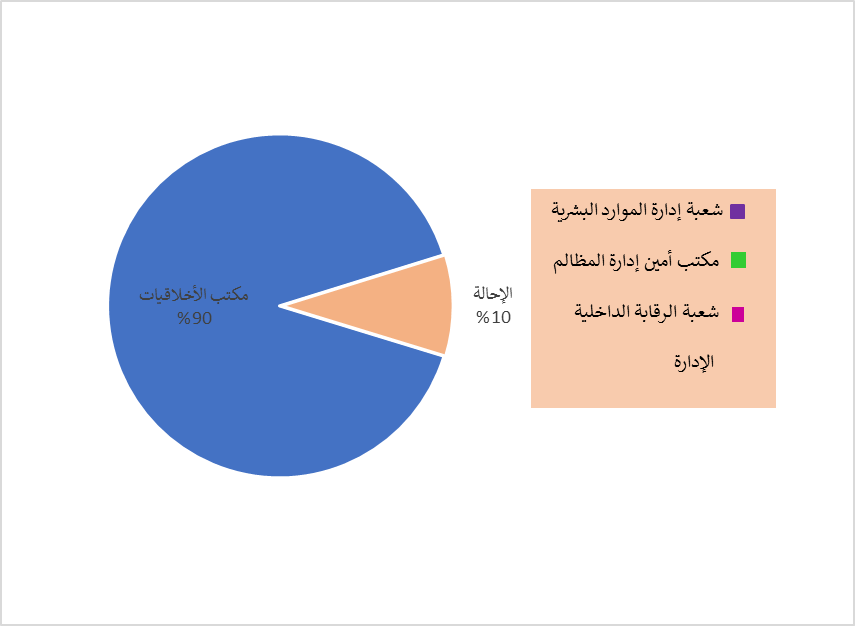 مكتب الأخلاقيات
%90
الإحالة
%10
شعبة إدارة الموارد البشرية
مكتب أمين إدارة المظالم
شعبة الرقابة الداخلية
الإدارة